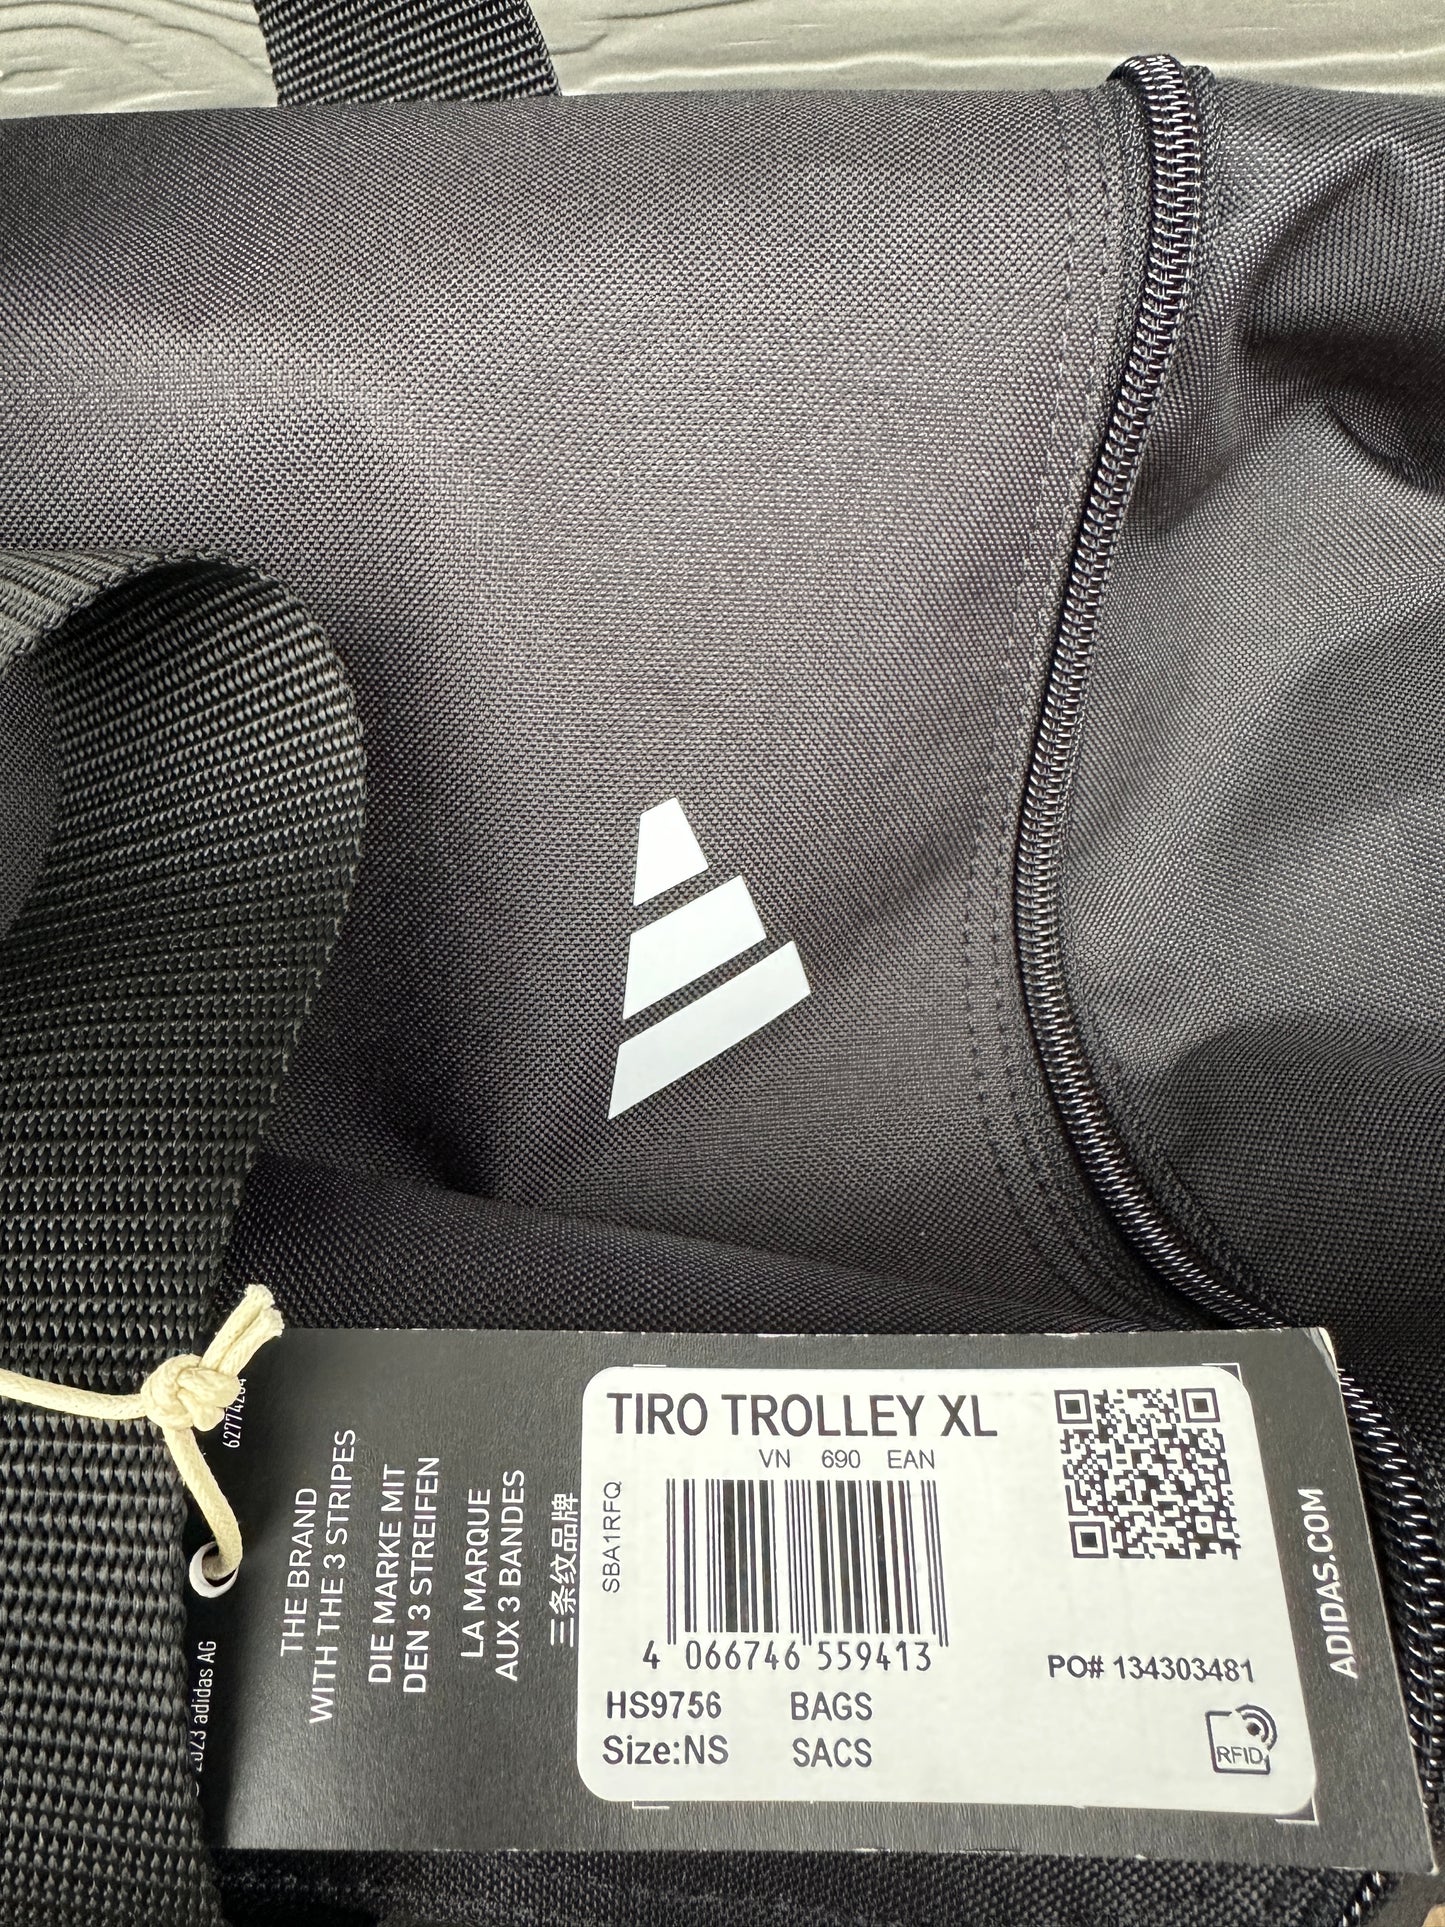 TIRO TROLLEY XL
VN 690 EAN
SBA1RFQ
4 066746 559413
PO# 134303481
HS9756 BAGS
Size:NS SACS
RFID
ADIDAS.COM
THE BRAND
WITH THE 3 STRIPES
DIE MARKE MIT
DEN 3 STREIFEN
LA MARQUE
AUX 3 BANDES
三条纹品牌
2023 adidas AG